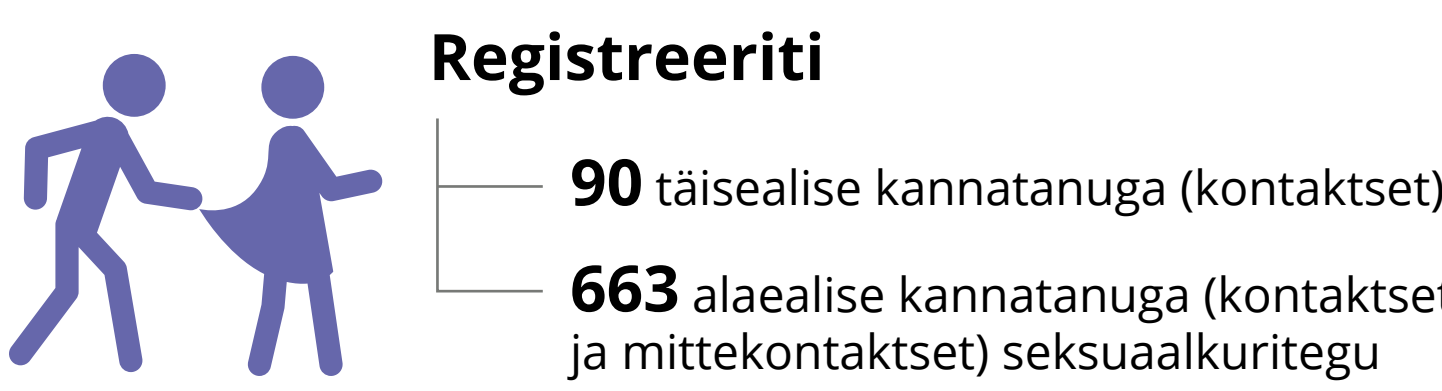 Registreeriti
90 täisealise kannatanuga (kontaktset)
663 alaealise kannatanuga (kontaktset
ja mittekontaktset) seksuaalkuritegu